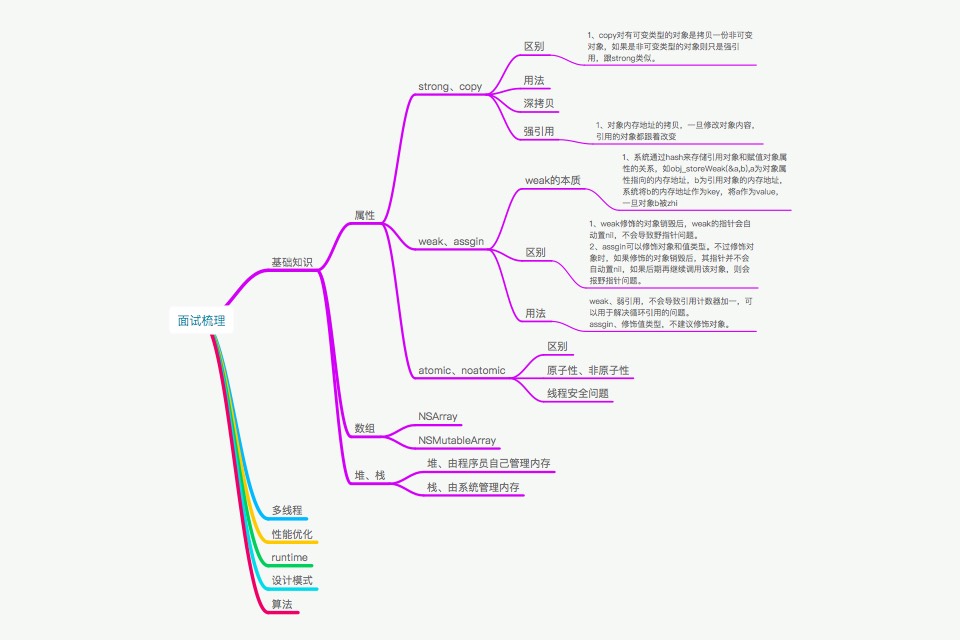 面试梳理
基础知识
属性
strong、copy
区别
1、copy对有可变类型的对象是拷贝一份非可变
对象，如果是非可变类型的对象则只是强引
用，跟strong类似。
用法
深拷贝
强引用
1、对象内存地址的拷贝，一旦修改对象内容，
引用的对象都跟着改变
weak、assgin
weak的本质
1、系统通过hash来存储引用对象和赋值对象属
性的关系，如obj_storeWeak(&a,b),a为对象属
性指向的内存地址，b为引用对象的内存地址，
系统将b的内存地址作为key，将a作为value，
一旦对象b被zhi
区别
1、weak修饰的对象销毁后，weak的指针会自
动置nil，不会导致野指针问题。
2、assgin可以修饰对象和值类型。不过修饰对
象时，如果修饰的对象销毁后，其指针并不会
自动置nil，如果后期再继续调用该对象，则会
报野指针问题。
用法
weak、弱引用，不会导致引用计数器加一，可
以用于解决循环引用的问题。
assgin、修饰值类型，不建议修饰对象。
atomic、noatomic
区别
原子性、非原子性
线程安全问题
数组
NSArray
NSMutableArray
堆、栈
堆、由程序员自己管理内存
栈、由系统管理内存
多线程
性能优化
runtime
设计模式
算法